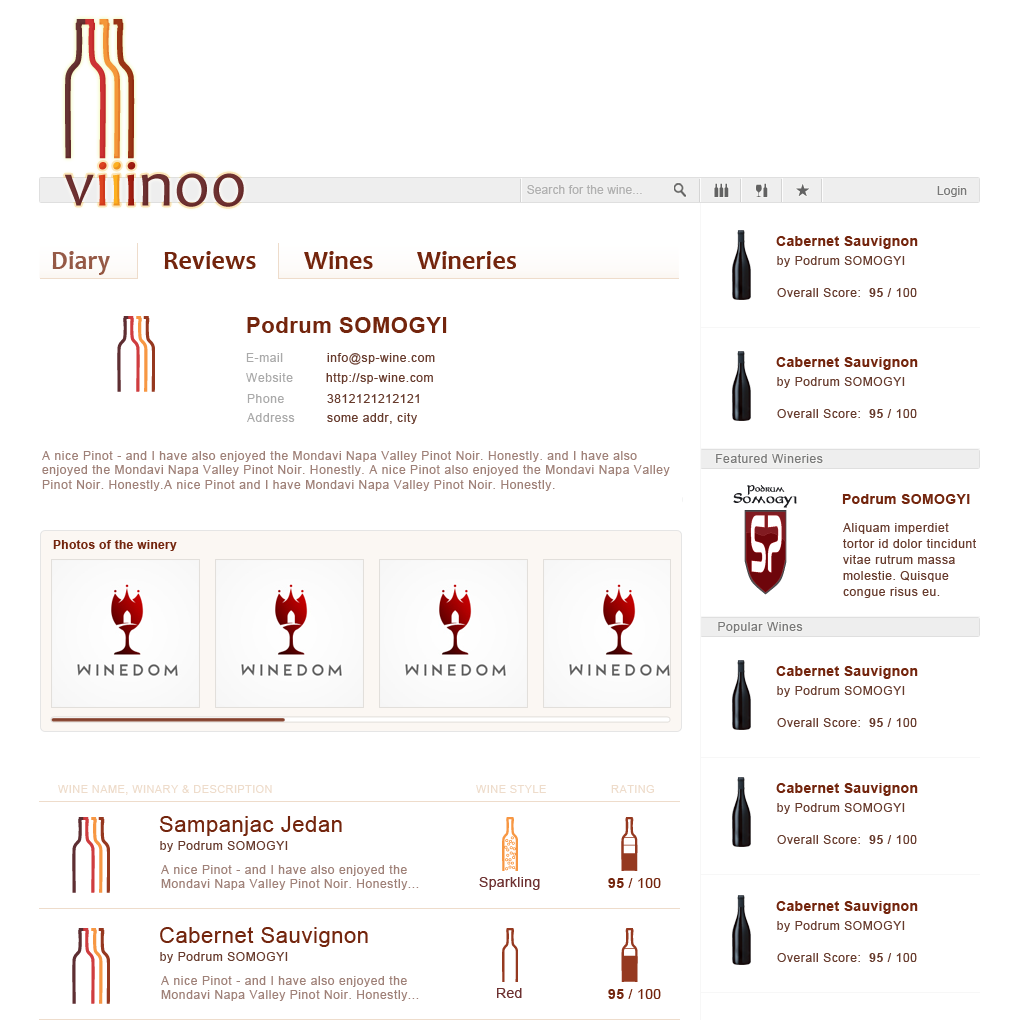 viiinoo
Search for the wine...
Login
Diary
Reviews
Wines
Wineries
Podrum SOMOGYI
E-mail info@sp-wine.com
Website http://sp-wine.com
Phone 3812121212121
Address some addr, city
A nice Pinot - and I have also enjoyed the Mondavi Napa Valley Pinot Noir. Honestly. and I have also
enjoyed the Mondavi Napa Valley Pinot Noir. Honestly. A nice Pinot also enjoyed the Mondavi Napa Valley
Pinot Noir. Honestly.A nice Pinot and I have Mondavi Napa Valley Pinot Noir. Honestly.
Photos of the winery
WINEDOM
WINEDOM
WINEDOM
WINEDOM
WINE NAME, WINARY & DESCRIPTION
WINE STYLE
RATING
Sampanjac Jedan
by Podrum SOMOGYI
A nice Pinot - and I have also enjoyed the
Mondavi Napa Valley Pinot Noir. Honestly...
Sparkling
95 / 100
Cabernet Sauvignon
by Podrum SOMOGYI
A nice Pinot - and I have also enjoyed the
Mondavi Napa Valley Pinot Noir. Honestly...
Red
95 / 100
Cabernet Sauvignon
by Podrum SOMOGYI
Overall Score: 95 / 100
Cabernet Sauvignon
by Podrum SOMOGYI
Overall Score: 95 / 100
Featured Wineries
Podrum
Somogyi
SP
Podrum SOMOGYI
Aliquam imperdiet
tortor id dolor tincidunt
vitae rutrum massa
molestie. Quisque
congue risus eu.
Popular Wines
Cabernet Sauvignon
by Podrum SOMOGYI
Overall Score: 95 / 100
Cabernet Sauvignon
by Podrum SOMOGYI
Overall Score: 95 / 100
Cabernet Sauvignon
by Podrum SOMOGYI
Overall Score: 95 / 100